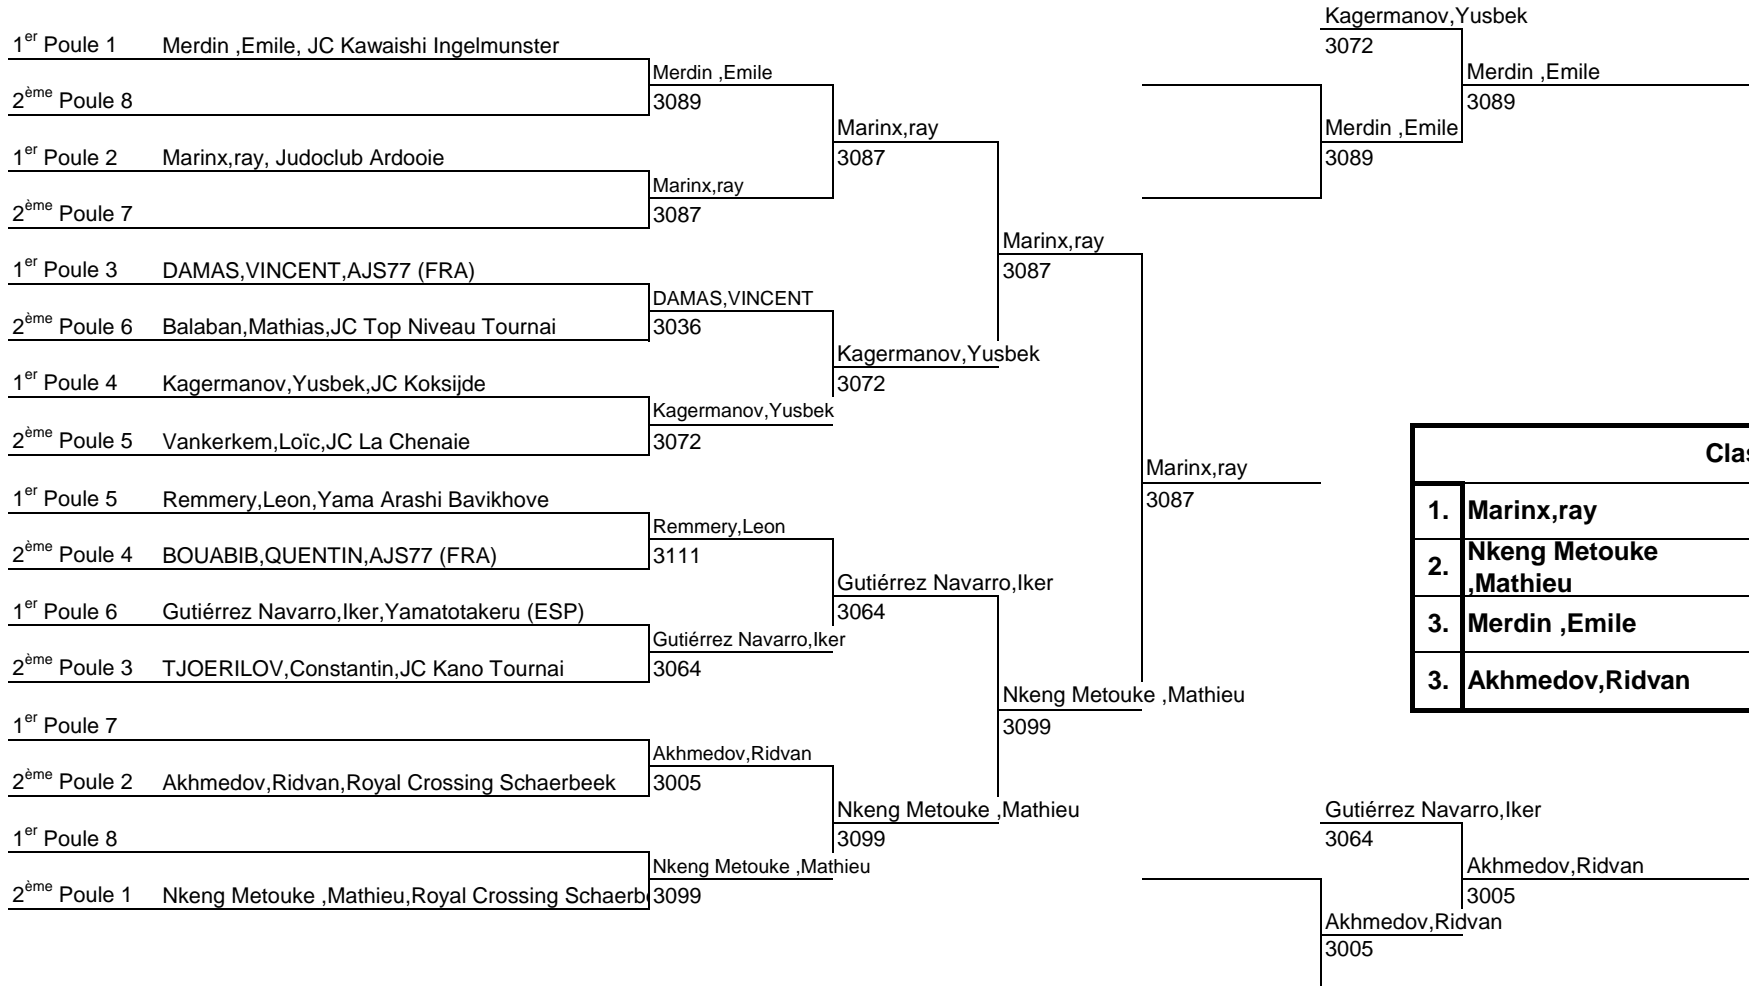 1er Poule 1 Merdin ,Emile, JC Kawaishi Ingelmunster
2ème Poule 8
1er Poule 2 Marinx,ray, Judoclub Ardooie
2ème Poule 7
1er Poule 3 DAMAS,VINCENT,AJS77 (FRA)
2ème Poule 6 Balaban,Mathias,JC Top Niveau Tournai
1er Poule 4 Kagermanov,Yusbek,JC Koksijde
2ème Poule 5 Vankerkem,Loïc,JC La Chenaie
1er Poule 5 Remmery,Leon,Yama Arashi Bavikhove
2ème Poule 4 BOUABIB,QUENTIN,AJS77 (FRA)
1er Poule 6 Gutiérrez Navarro,Iker,Yamatotakeru (ESP)
2ème Poule 3 TJOERILOV,Constantin,JC Kano Tournai
1er Poule 7
2ème Poule 2 Akhmedov,Ridvan,Royal Crossing Schaerbeek
1er Poule 8
2ème Poule 1 Nkeng Metouke ,Mathieu,Royal Crossing Schaerb
Merdin ,Emile
3089
Marinx,ray
3087
DAMAS,VINCENT
3036
Kagermanov,Yusbek
3072
Remmery,Leon
3111
Gutiérrez Navarro,Iker
3064
Akhmedov,Ridvan
3005
Nkeng Metouke ,Mathieu
3099
Marinx,ray
3087
Kagermanov,Yusbek
3072
Gutiérrez Navarro,Iker
3064
Nkeng Metouke ,Mathieu
3099
Marinx,ray
3087
Nkeng Metouke ,Mathieu
3099
Marinx,ray
3087
Kagermanov,Yusbek
3072
Merdin ,Emile
3089
Merdin ,Emile
3089
Clas
1. Marinx,ray
2. Nkeng Metouke
,Mathieu
3. Merdin ,Emile
3. Akhmedov,Ridvan
Gutiérrez Navarro,Iker
3064
Akhmedov,Ridvan
3005
Akhmedov,Ridvan
3005